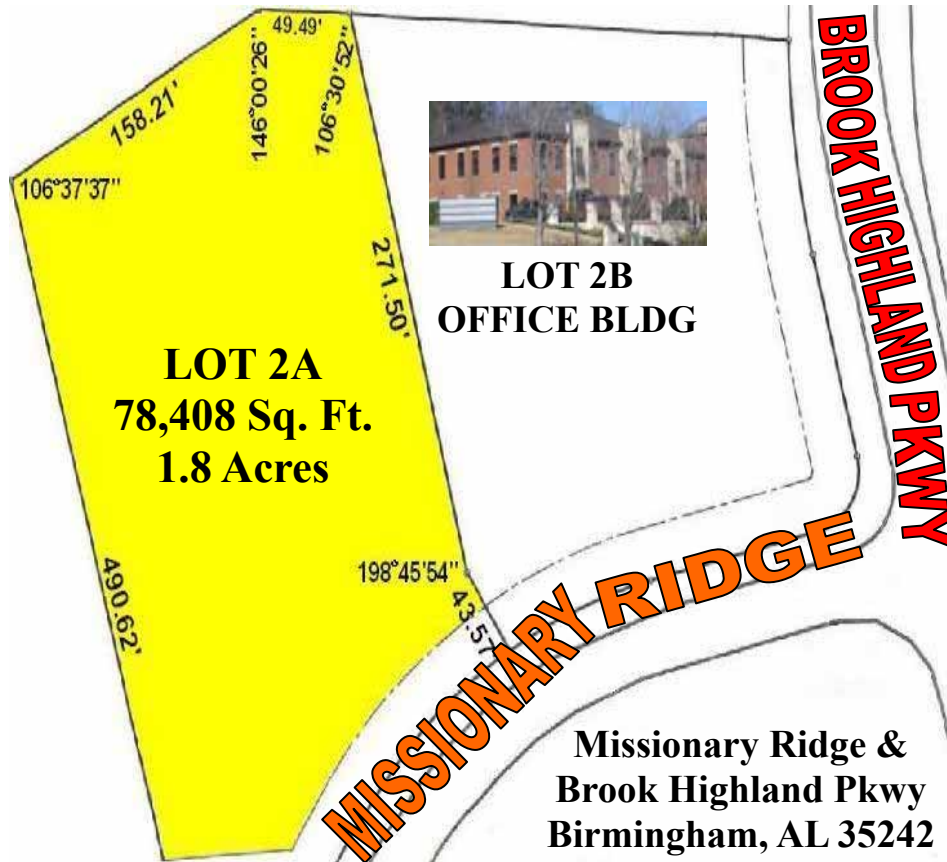 49.49'
158.21'
146°00'26"
106°30'52"
106°37'37"
271.50'
LOT 2B
OFFICE BLDG
BROOK HIGHLAND PKWY
LOT 2A
78,408 Sq. Ft.
1.8 Acres
490.62'
198°45'54"
43.57'
MISSIONARY RIDGE
Missionary Ridge &
Brook Highland Pkwy
Birmingham, AL 35242